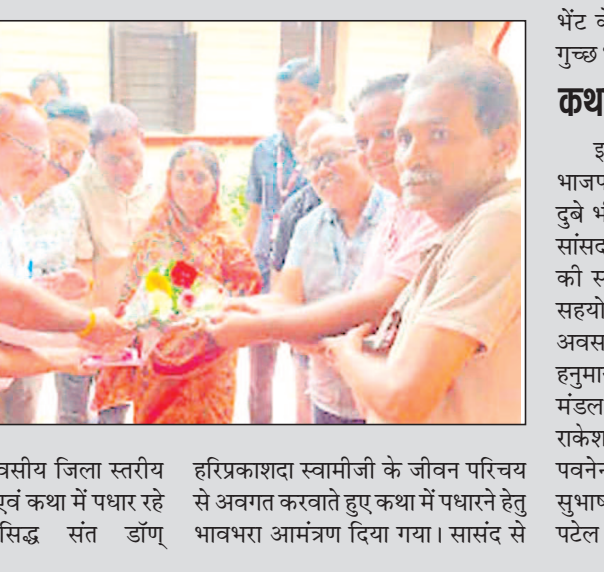 वसीय जिला स्तरीय
एवं कथा में पधार रहे
सिद्ध संत डॉण्
हरिप्रकाशदा स्वामीजी के जीवन परिचय
से अवगत करवाते हुए कथा में पधारने हेतु
भावभरा आमंत्रण दिया गया। सासंद से
भेंट
गुच्छ
कथ
भाजप
दुबे
सांसद
की
सहयो
अवस
हनुमा
मंडल
राकेश
पवनेन
सुभाष
पटेल